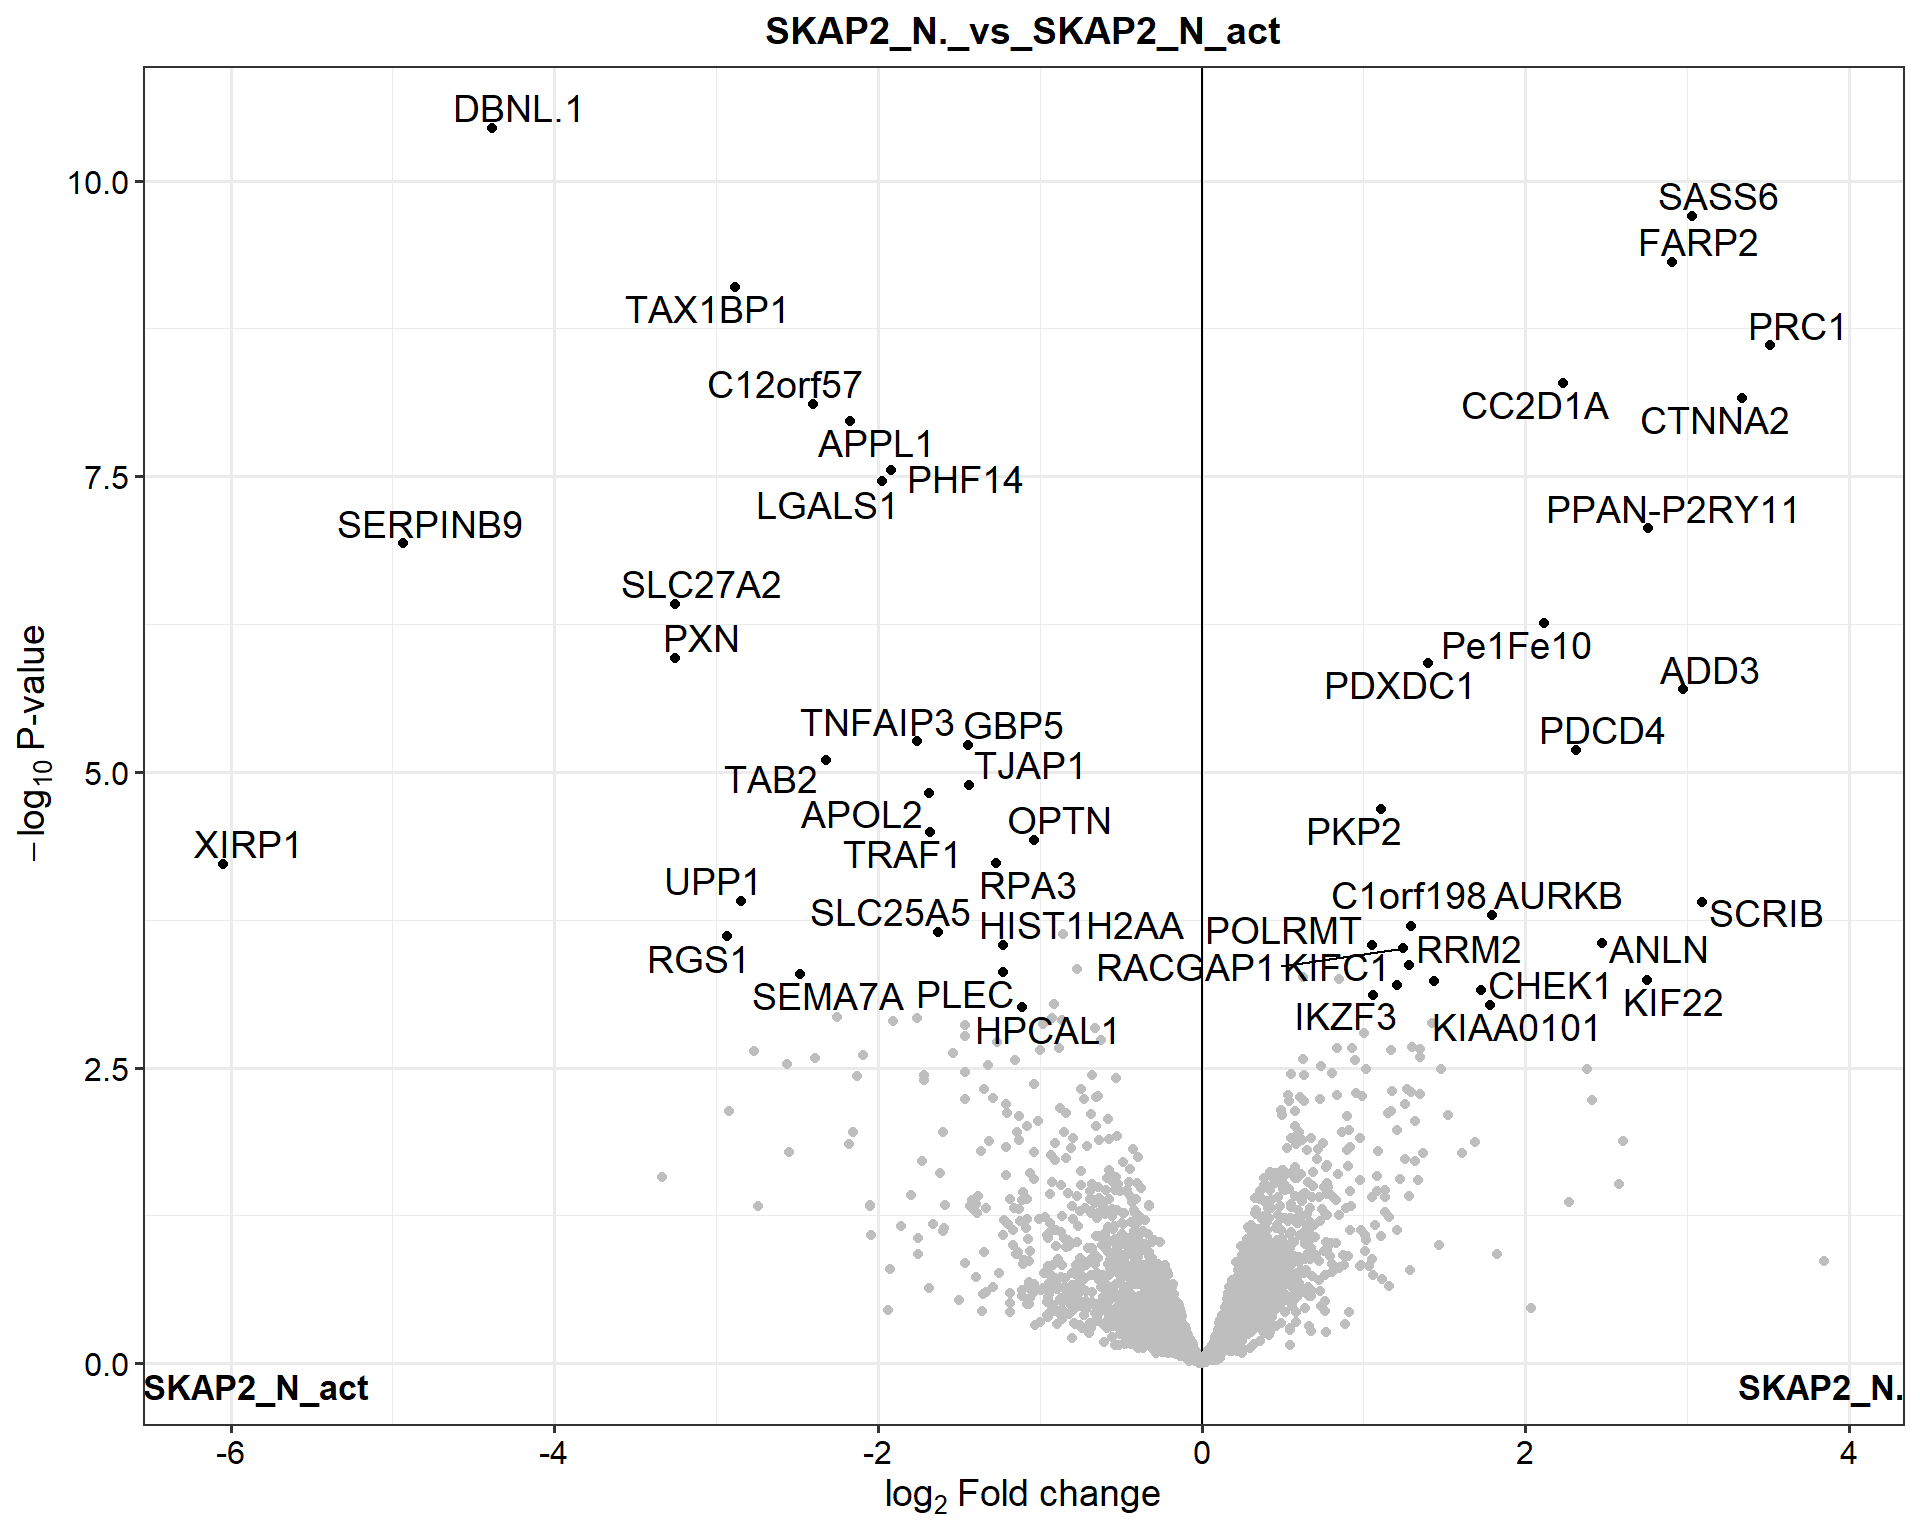 SKAP2_N._vs_SKAP2_N_act
DBNL.1
10.0
SASS6
FARP2
TAX1BP1
PRC1
C12orf57
CC2D1A
CTNNA2
APPL1
7.5
PHF14
LGALS1
PPAN-P2RY11
SERPINB9
SLC27A2
PXN
Pe1Fe10
ADD3
PDXDC1
TNFAIP3
GBP5
PDCD4
TJAP1
5.0
TAB2
APOL2
OPTN
PKP2
XIRP1
TRAF1
UPP1
RPA3
C1orf198
AURKB
SLC25A5
SCRIB
HIST1H2AA
POLRMT
RRM2
ANLN
RGS1
RACGAP1
KIFC1
CHEK1
SEMA7A
PLEC
KIF22
IKZF3
HPCAL1
KIAA0101
2.5
0.0
SKAP2_N_act
SKAP2_N.
-6
-4
-2
0
2
4
log2 Fold change
−log10 P-value